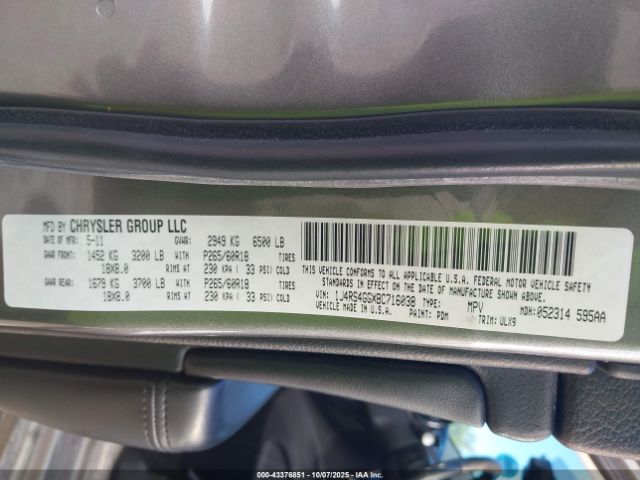 MFD BY CHRYSLER GROUP LLC
DATE OF MFR: 5-11 GVWR: 2949 KG 6500 LB
GAWR FRONT: 1452 KG 3200 LB WITH P265/60R18 TIRES
18X8.0 RIMS AT 230 KPA ( 33 PSI) COLD
GAWR REAR: 1679 KG 3700 LB WITH P265/60R18 TIRES
18X8.0 RIMS AT 230 KPA ( 33 PSI) COLD
THIS VEHICLE CONFORMS TO ALL APPLICABLE U.S.A. FEDERAL MOTOR VEHICLE SAFETY
STANDARDS IN EFFECT ON THE DATE OF MANUFACTURE SHOWN ABOVE.
VIN: 1J4RS4GGXBC716038 TYPE: MPV MDH: 052314 595AA
VEHICLE MADE IN U.S.A. PAINT: PDM TRIM: ULX9
000-43376851 | 10/07/2025 | IAAI.COM